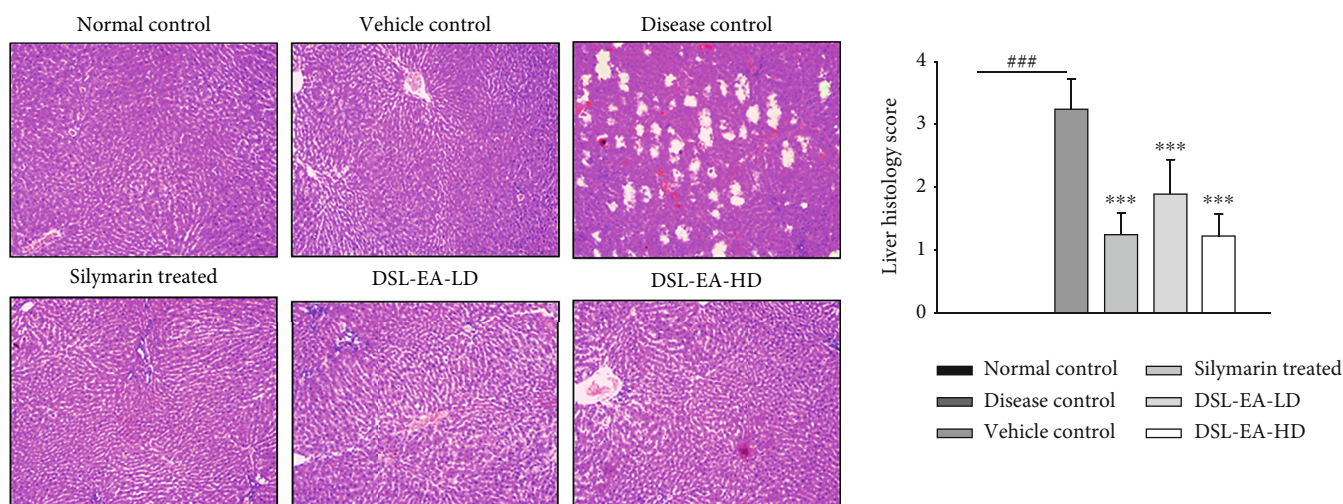 Normal control
Vehicle control
Disease control
Silymarin treated
DSL-EA-LD
DSL-EA-HD
Liver histology score
4
3
2
1
0
###
***
***
***
Normal control
Disease control
Vehicle control
Silymarin treated
DSL-EA-LD
DSL-EA-HD